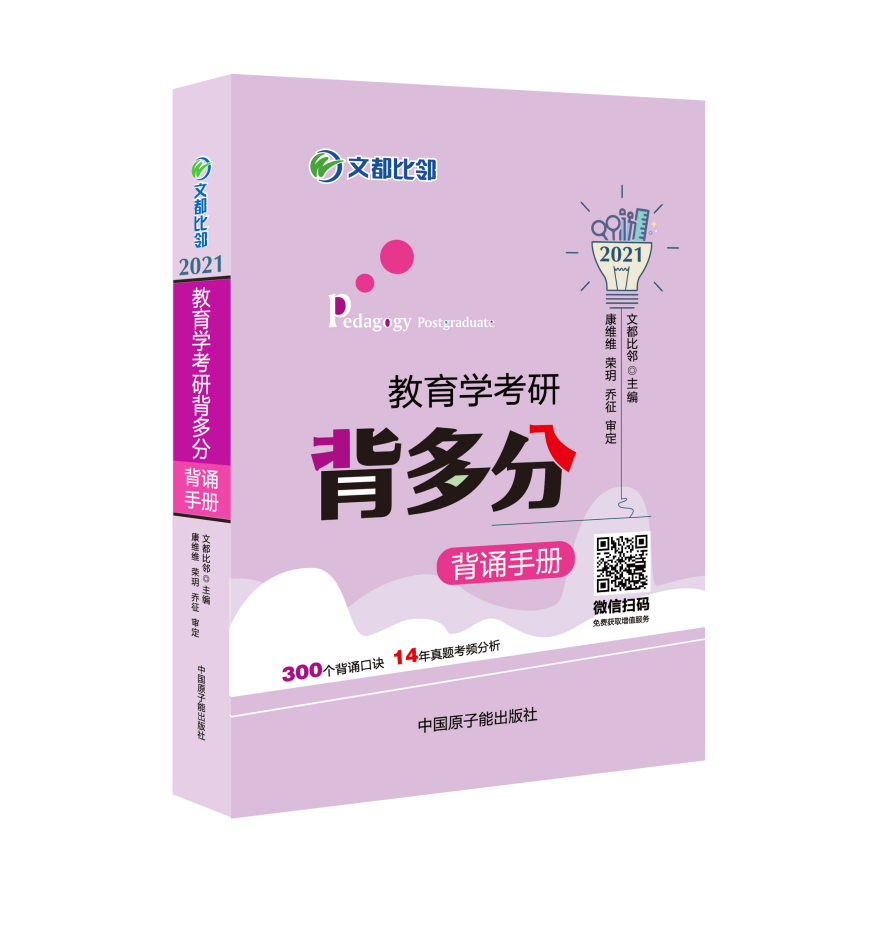 文都比邻
2021
教育学考研背多分
背诵
手册
文都比邻◎主编
康维维 荣玥 乔征 审定
中国原子能出版社
文都比邻
2021
文都比邻◎主编
康维维 荣玥 乔征 审定
Pedagogy Postgraduate
教育学考研
背多分
背诵手册
微信扫码
免费获取增值服务
300个背诵口诀 14年真题考频分析
中国原子能出版社